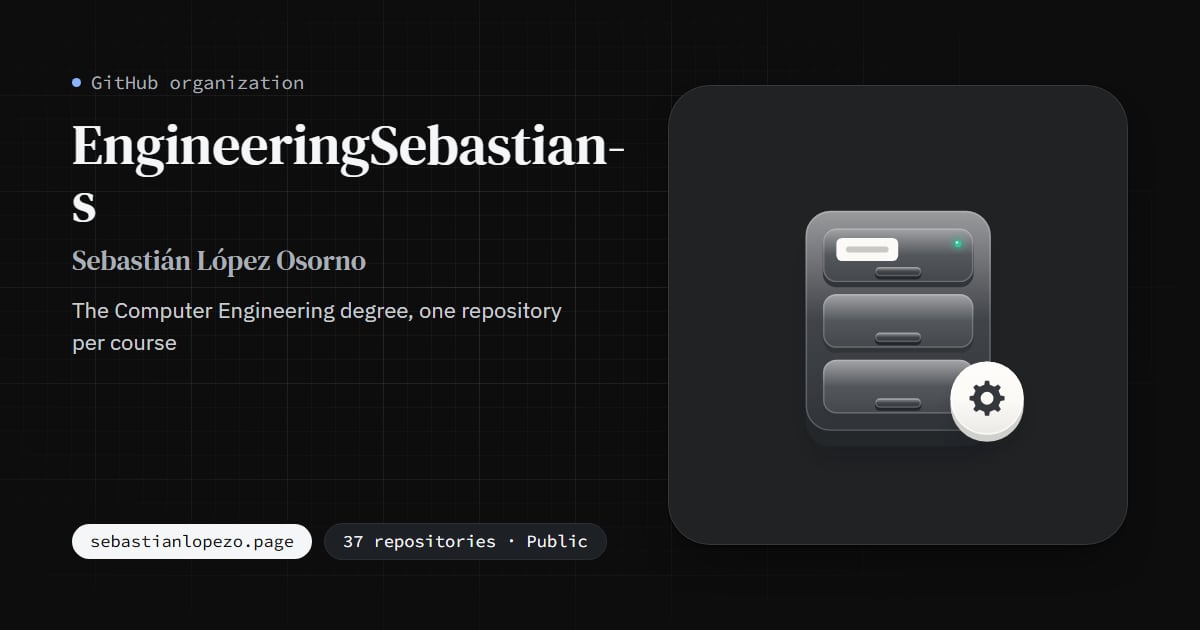 GitHub organization
EngineeringSebastian-
s
Sebastián López Osorno
The Computer Engineering degree, one repository
per course
sebastianlopezo.page
37 repositories · Public